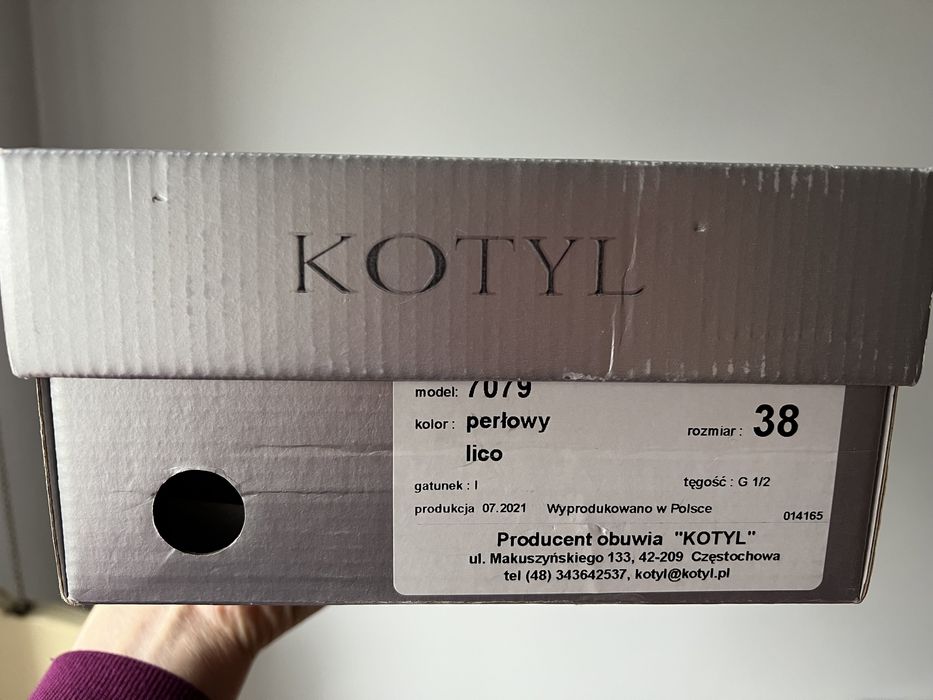 KOTYL
model: 7079
kolor : perłowy
rozmiar : 38
lico
gatunek : I
tęgość : G 1/2
produkcja 07.2021 Wyprodukowano w Polsce
014165
Producent obuwia "KOTYL"
ul. Makuszyńskiego 133, 42-209 Częstochowa
tel (48) 343642537, kotyl@kotyl.pl